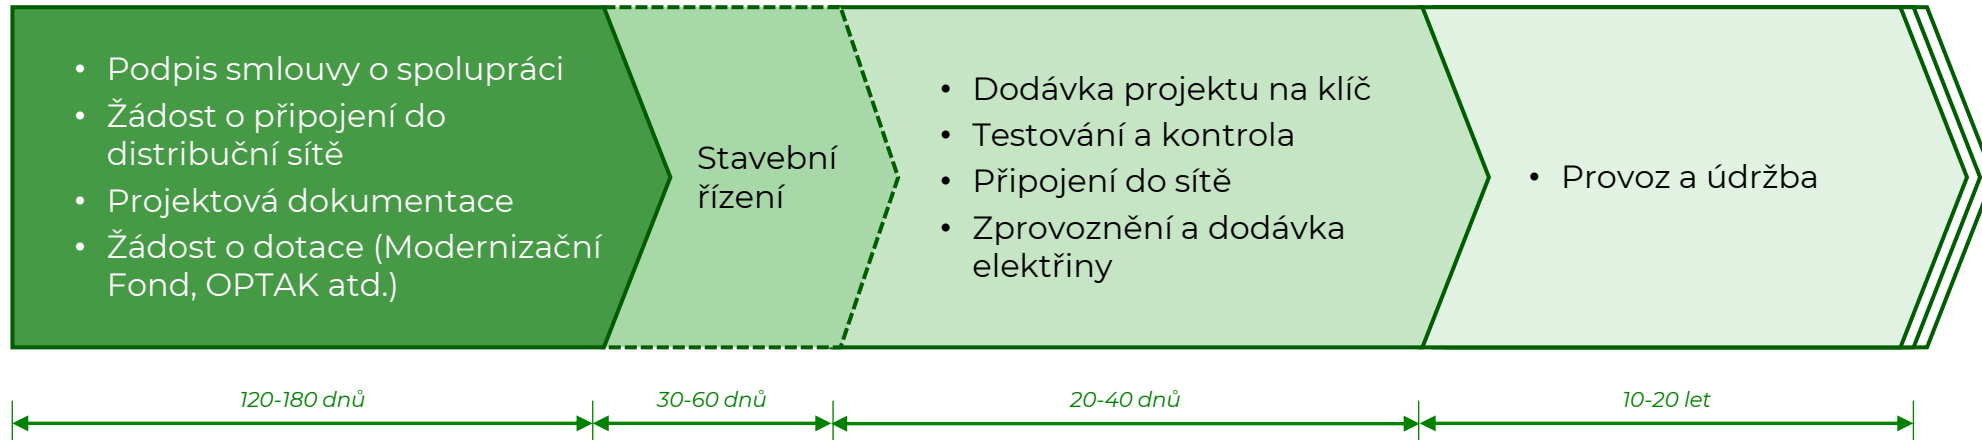 • Podpis smlouvy o spolupráci
• Žádost o připojení do
distribuční sítě
• Projektová dokumentace
• Žádost o dotace (Modernizační
Fond, OPTAK atd.)
Stavební
řízení
• Dodávka projektu na klíč
• Testování a kontrola
• Připojení do sítě
• Zprovoznění a dodávka
elektřiny
• Provoz a údržba
120-180 dnů
30-60 dnů
20-40 dnů
10-20 let